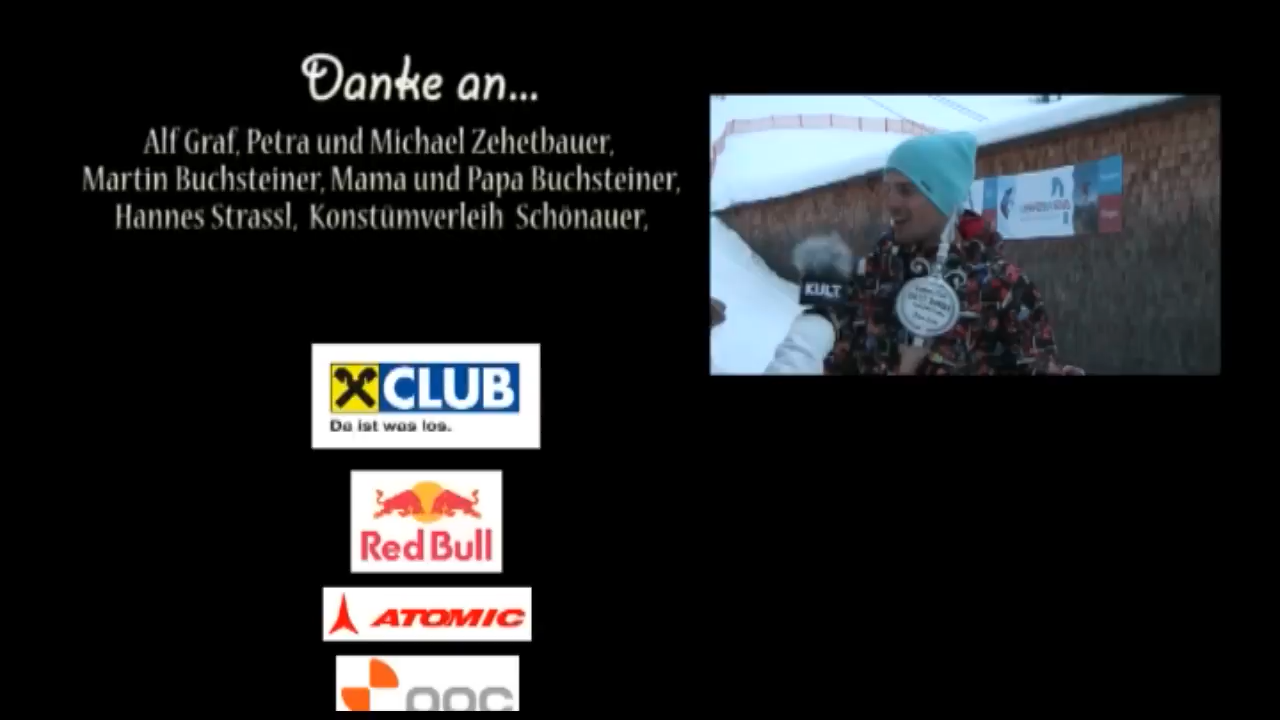 Danke an...
Alf Graf, Petra und Michael Zehetbauer,
Martin Buchsteiner, Mama und Papa Buchsteiner,
Hannes Strassl, Konstümverleih Schönauer,
KULT
CLUB
Da ist was los.
Red Bull
ATOMIC